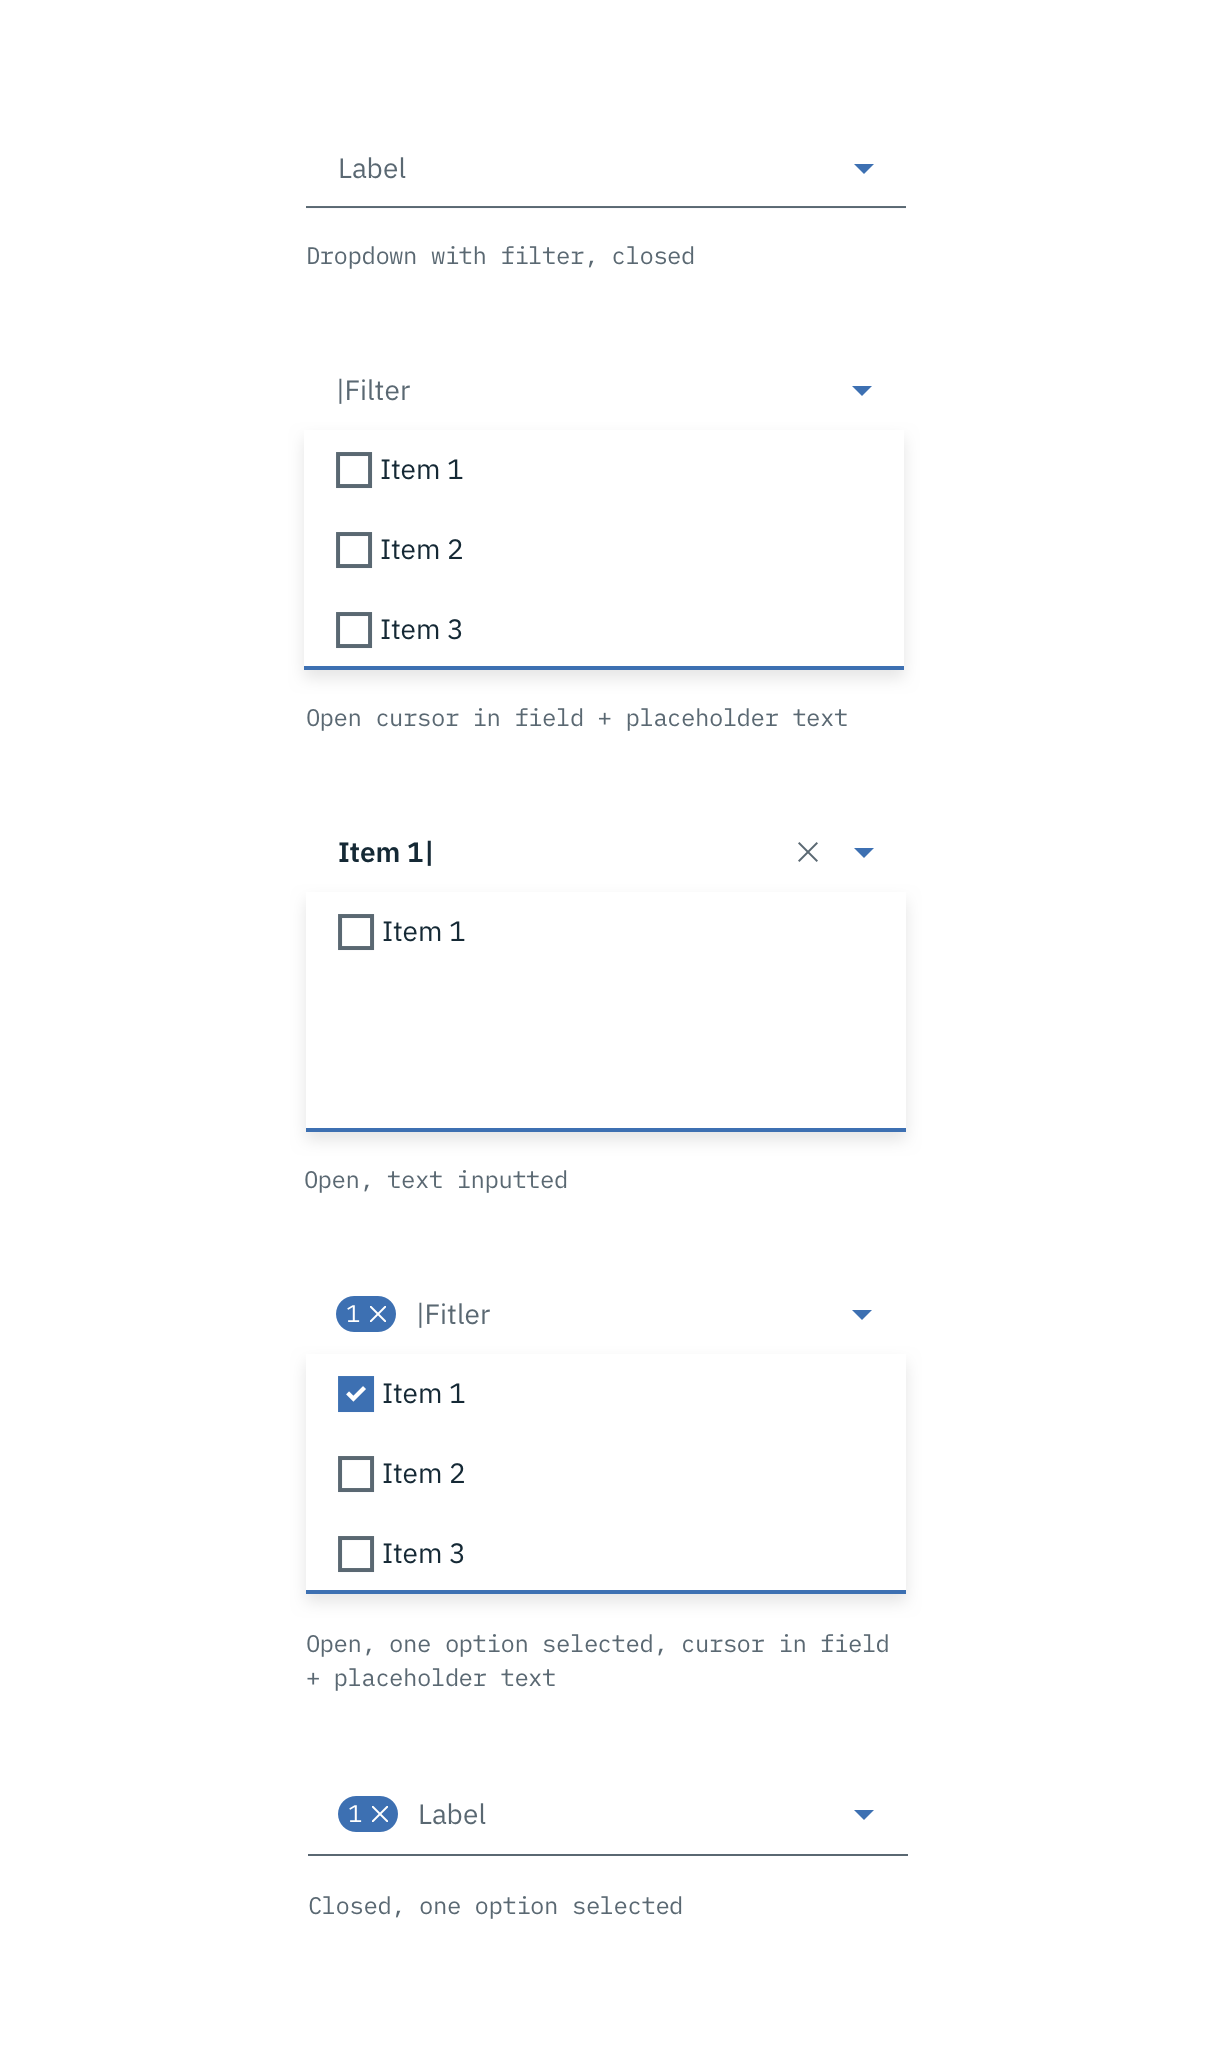 Label
Dropdown with filter, closed
|Filter
Item 1
Item 2
Item 3
Open cursor in field + placeholder text
Item 1|
Item 1
Open, text inputted
1 |Fitler
Item 1
Item 2
Item 3
Open, one option selected, cursor in field
+ placeholder text
1 Label
Closed, one option selected